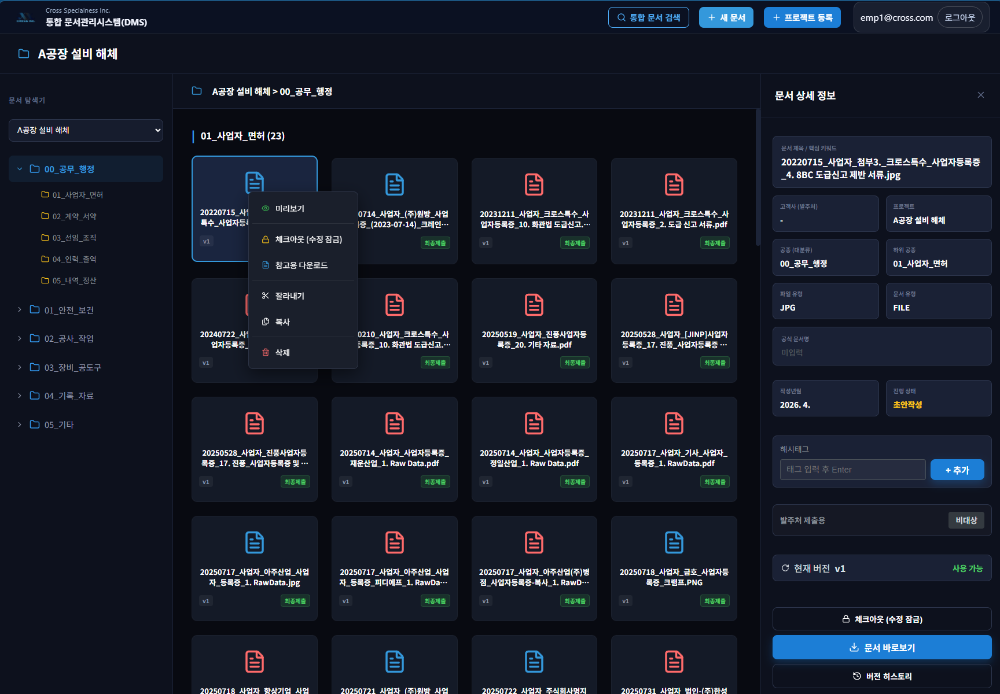 Cross Specialness Inc.
통합 문서관리시스템(DMS)
통합 문서 검색
+ 새 문서
+ 프로젝트 등록
emp1@cross.com
로그아웃
A공장 설비 해체
문서 탐색기
A공장 설비 해체
00_공무_행정
01_사업자_면허
02_계약_서약
03_선임_조직
04_인력_출역
05_내역_정산
01_안전_보건
02_공사_작업
03_장비_공도구
04_기록_자료
05_기타
A공장 설비 해체 > 00_공무_행정
01_사업자_면허 (23)
20220715_사업
특수_사업자등록
v1
0714_사업자_(주)원방_사업
록증_(2023-07-14)_크레인…
최종제출
20231211_사업자_크로스특수_사
업자등록증_10. 화관법 도급신고.…
v1
최종제출
20231211_사업자_크로스특수_사
업자등록증_2. 도급 신고 서류.pdf
v1
최종제출
미리보기
체크아웃 (수정 잠금)
참고용 다운로드
잘라내기
복사
삭제
20240722_사업
업자등록증_
v1
0210_사업자_크로스특수_사
등록증_10. 화관법 도급신고.…
최종제출
20250519_사업자_진풍사업자등
록증_20. 기타 자료.pdf
v1
최종제출
20250528_사업자_[JINP]사업자
등록증_17. 진풍_사업자등록증 …
v1
최종제출
20250528_사업자_진풍사업자등
록증_17. 진풍_사업자등록증 및 …
v1
최종제출
20250714_사업자_사업자등록증_
재운산업_1. Raw Data.pdf
v1
최종제출
20250714_사업자_사업자등록증_
정일산업_1. Raw Data.pdf
v1
최종제출
20250717_사업자_기사_사업자_
등록증_1. RawData.pdf
v1
최종제출
20250717_사업자_아주산업_사업
자_등록증_1. RawData.jpg
v1
최종제출
20250717_사업자_아주산업_사업
자_등록증_피디에프_1. RawDa…
v1
최종제출
20250717_사업자_아주산업(주)병
점_사업자등록증-복사_1. RawD…
v1
최종제출
20250718_사업자_금호_사업자등
록증_크램프.PNG
v1
최종제출
20250718_사업자_항상기업_사업
20250721_사업자_(주)원방_사업
20250722_사업자_주식회사명지
20250731_사업자_법인-(주)한성
문서 상세 정보
문서 제목 / 핵심 키워드
20220715_사업자_첨부3._크로스특수_사업자등록증
_4. 8BC 도급신고 제반 서류.jpg
고객사 (발주처)
-
프로젝트
A공장 설비 해체
공종 (대분류)
00_공무_행정
하위 공종
01_사업자_면허
파일 유형
JPG
문서 유형
FILE
공식 문서명
미입력
작성년월
2026. 4.
진행 상태
초안작성
해시태그
태그 입력 후 Enter
+ 추가
발주처 제출용
비대상
현재 버전 v1
사용 가능
체크아웃 (수정 잠금)
문서 바로보기
버전 히스토리